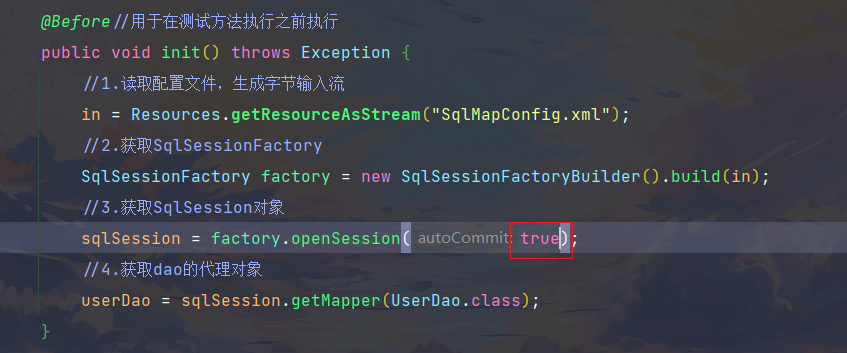 @Before//用于在测试方法执行之前执行
public void init() throws Exception {
//1.读取配置文件，生成字节输入流
in = Resources.getResourceAsStream("SqlMapConfig.xml");
//2.获取SqlSessionFactory
SqlSessionFactory factory = new SqlSessionFactoryBuilder().build(in);
//3.获取SqlSession对象
sqlSession = factory.openSession( autoCommit: true);
//4.获取dao的代理对象
userDao = sqlSession.getMapper(UserDao.class);
}